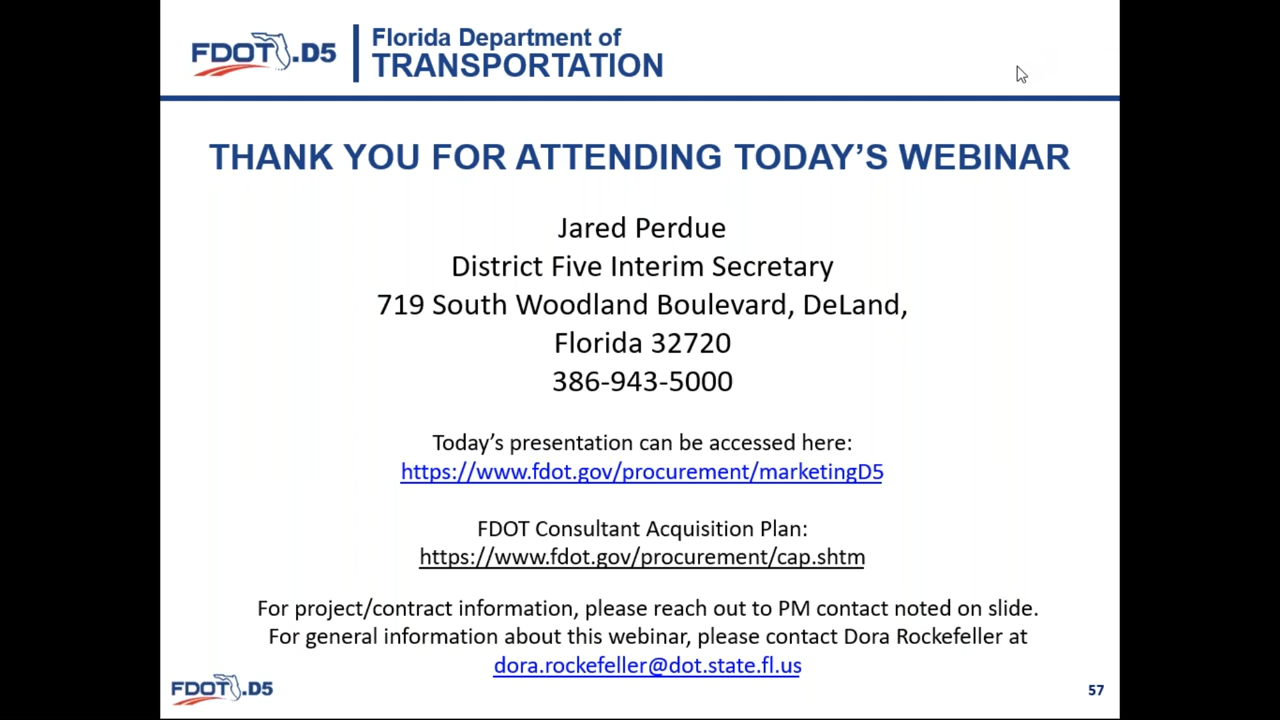 FDOT.D5
Florida Department of
TRANSPORTATION
THANK YOU FOR ATTENDING TODAY'S WEBINAR
Jared Perdue
District Five Interim Secretary
719 South Woodland Boulevard, DeLand,
Florida 32720
386-943-5000
Today's presentation can be accessed here:
https://www.fdot.gov/procurement/marketingD5
FDOT Consultant Acquisition Plan:
https://www.fdot.gov/procurement/cap.shtm
For project/contract information, please reach out to PM contact noted on slide.
For general information about this webinar, please contact Dora Rockefeller at
dora.rockefeller@dot.state.fl.us
FDOT.D5
57